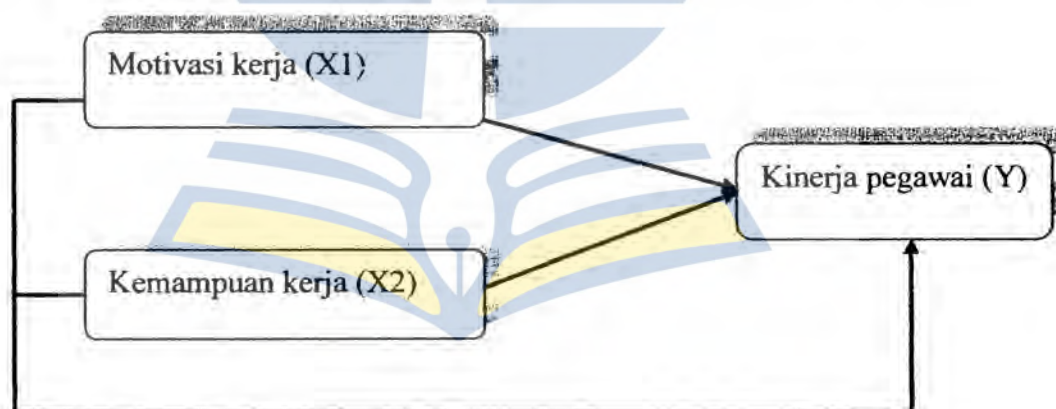 Motivasi kerja (X1)
Kinerja pegawai (Y)
Kemampuan kerja (X2)